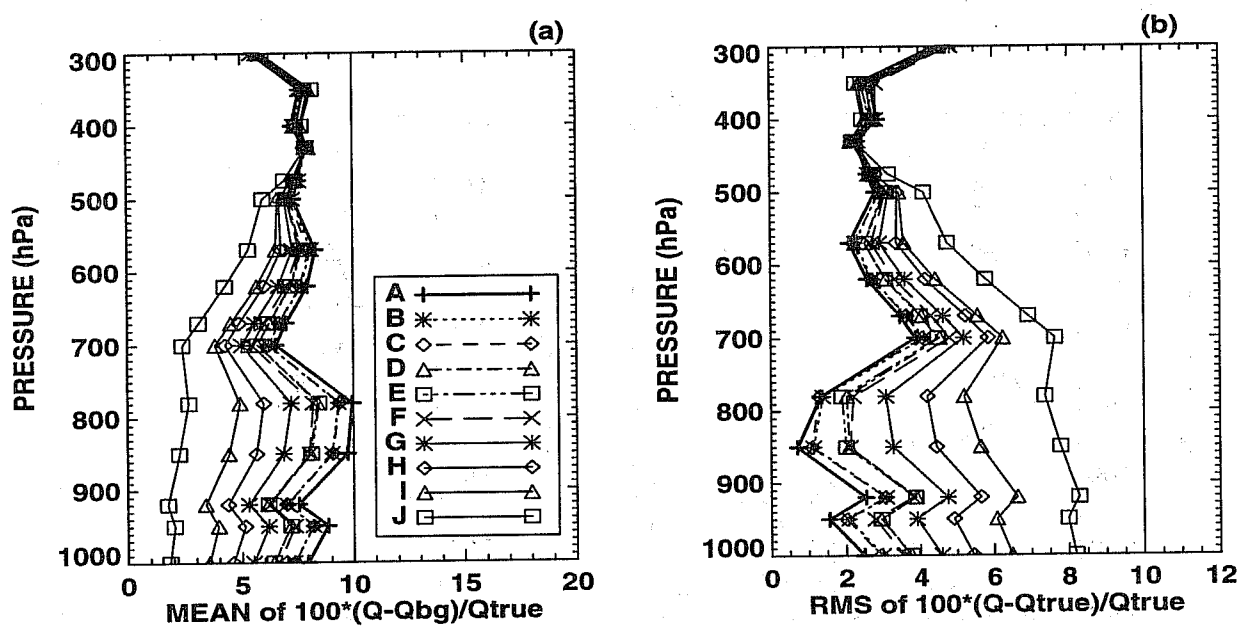 (a)
300
400
500
600
700
800
900
1000
PRESSURE (hPa)
0 5 10 15 20
MEAN of 100*(Q-Qbg)/Qtrue
A
B
C
D
E
F
G
H
I
J
(b)
300
400
500
600
700
800
900
1000
PRESSURE (hPa)
0 2 4 6 8 10 12
RMS of 100*(Q-Qtrue)/Qtrue